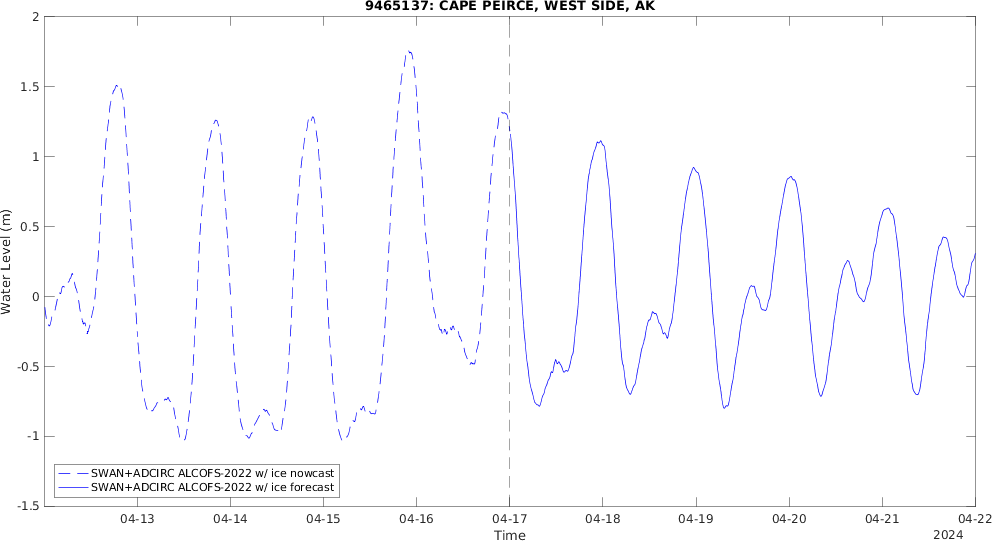 9465137: CAPE PEIRCE, WEST SIDE, AK
2
1.5
1
0.5
0
-0.5
-1
-1.5
Water Level (m)
SWAN+ADCIRC ALCOFS-2022 w/ ice nowcast
SWAN+ADCIRC ALCOFS-2022 w/ ice forecast
04-13 04-14 04-15 04-16 04-17 04-18 04-19 04-20 04-21 04-22
Time
2024